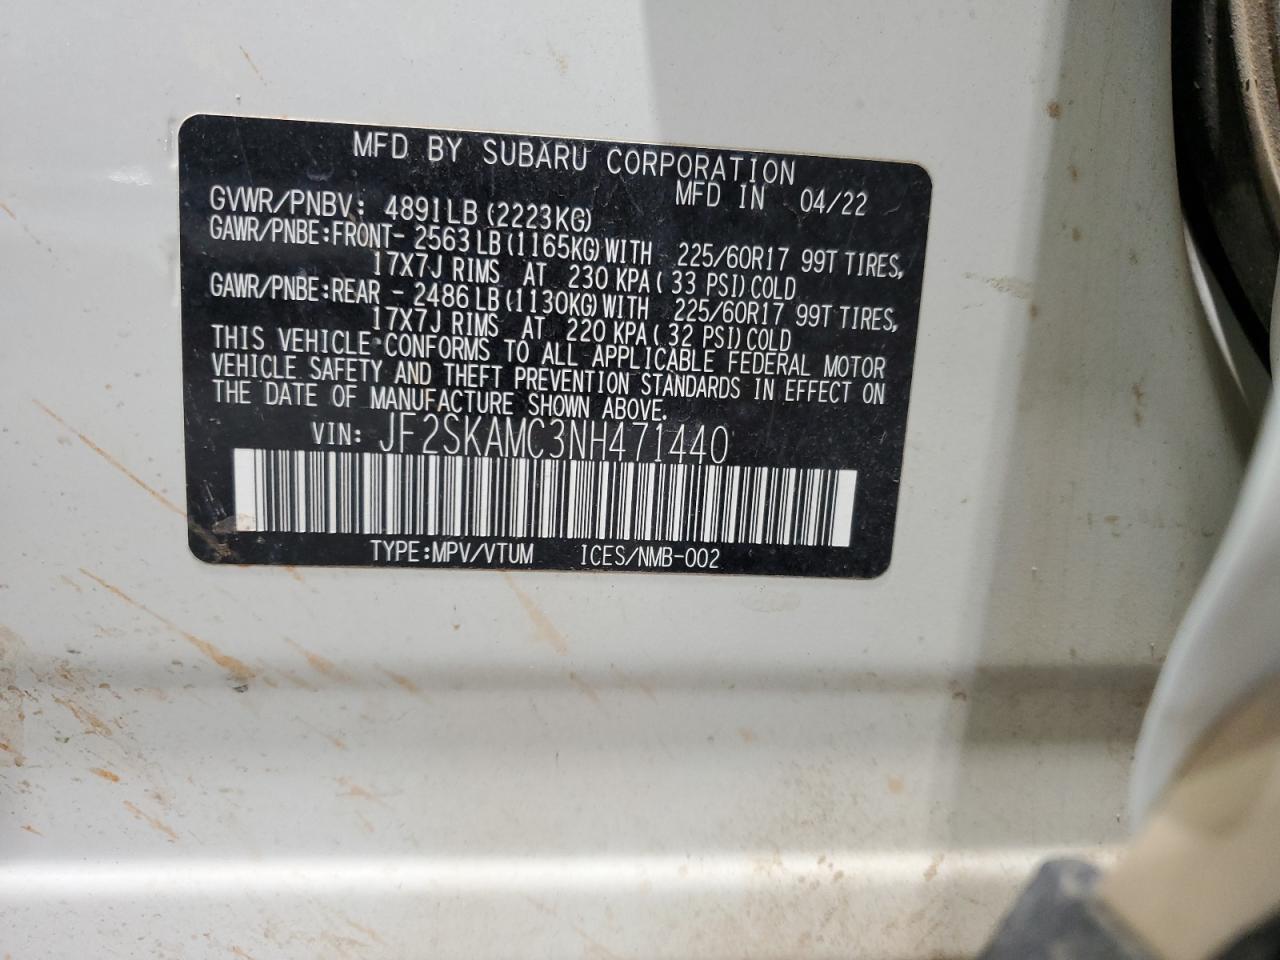 MFD BY SUBARU CORPORATION
MFD IN 04/22
GVWR/PNBV: 4891LB(2223KG)
GAWR/PNBE:FRONT- 2563LB(1165KG)WITH 225/60R17 99T TIRES,
17X7J RIMS AT 230 KPA( 33 PSI)COLD
GAWR/PNBE:REAR - 2486LB(1130KG)WITH 225/60R17 99T TIRES,
17X7J RIMS AT 220 KPA( 32 PSI)COLD
THIS VEHICLE CONFORMS TO ALL APPLICABLE FEDERAL MOTOR
VEHICLE SAFETY AND THEFT PREVENTION STANDARDS IN EFFECT ON
THE DATE OF MANUFACTURE SHOWN ABOVE.
VIN: JF2SKAMC3NH471440
TYPE:MPV/VTUM ICES/NMB-002